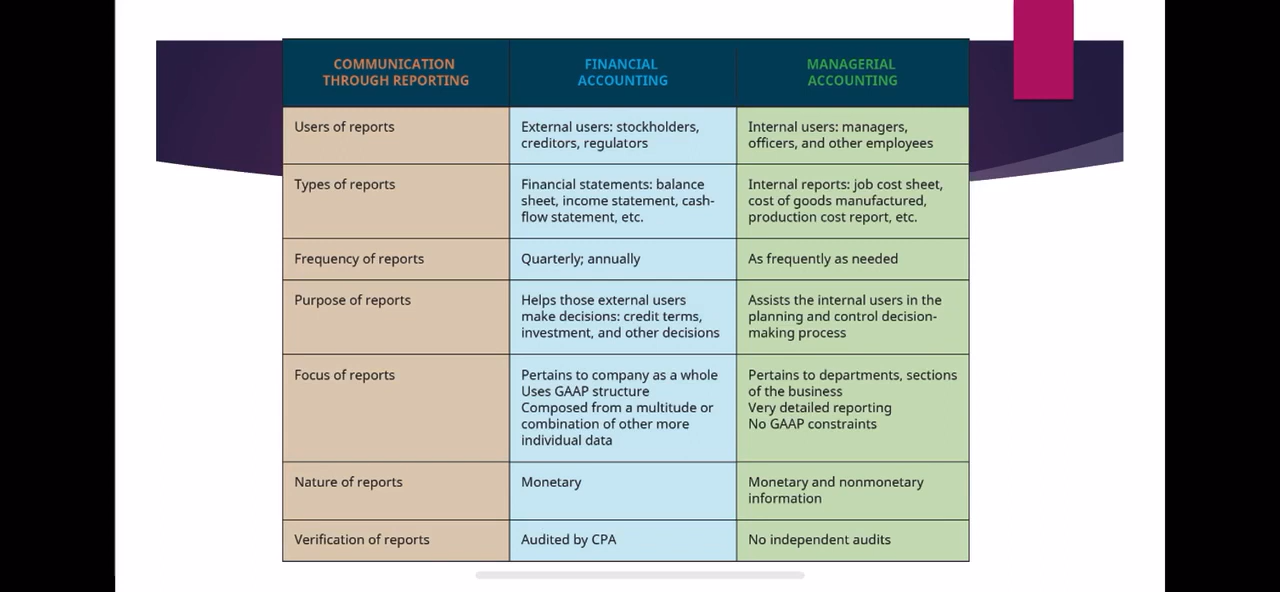 COMMUNICATION
THROUGH REPORTING
FINANCIAL
ACCOUNTING
MANAGERIAL
ACCOUNTING
Users of reports
External users: stockholders,
creditors, regulators
Internal users: managers,
officers, and other employees
Types of reports
Financial statements: balance
sheet, income statement, cash-
flow statement, etc.
Internal reports: job cost sheet,
cost of goods manufactured,
production cost report, etc.
Frequency of reports
Quarterly; annually
As frequently as needed
Purpose of reports
Helps those external users
make decisions: credit terms,
investment, and other decisions
Assists the internal users in the
planning and control decision-
making process
Focus of reports
Pertains to company as a whole
Uses GAAP structure
Composed from a multitude or
combination of other more
individual data
Pertains to departments, sections
of the business
Very detailed reporting
No GAAP constraints
Nature of reports
Monetary
Monetary and nonmonetary
information
Verification of reports
Audited by CPA
No independent audits